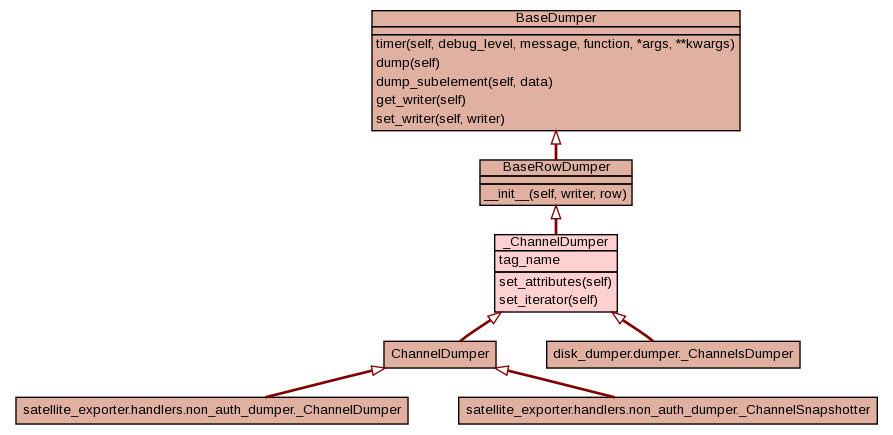 BaseDumper
timer(self, debug_level, message, function, *args, **kwargs)
dump(self)
dump_subelement(self, data)
get_writer(self)
set_writer(self, writer)
BaseRowDumper
__init__(self, writer, row)
_ChannelDumper
tag_name
set_attributes(self)
set_iterator(self)
ChannelDumper
disk_dumper.dumper._ChannelsDumper
satellite_exporter.handlers.non_auth_dumper._ChannelDumper
satellite_exporter.handlers.non_auth_dumper._ChannelSnapshotter